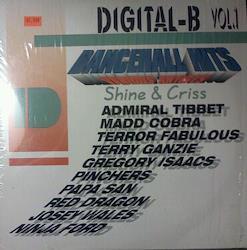 DIGITAL-B VOL.1
DANCEHALL HITS
Shine & Criss
ADMIRAL TIBBET
MADD COBRA
TERROR FABULOUS
TERRY GANZIE
GREGORY ISAACS
PINCHERS
PAPA SAN
RED DRAGON
JOSEY WALES
NINJA FORD